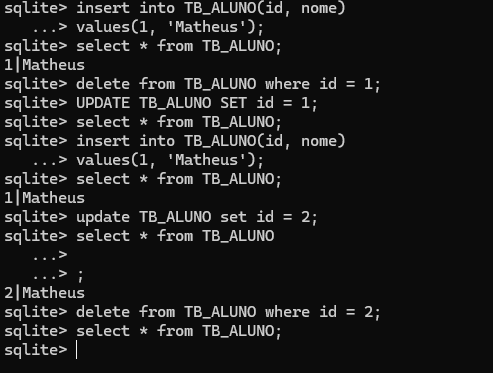 sqlite> insert into TB_ALUNO(id, nome)
   ...> values(1, 'Matheus');
sqlite> select * from TB_ALUNO;
1|Matheus
sqlite> delete from TB_ALUNO where id = 1;
sqlite> UPDATE TB_ALUNO SET id = 1;
sqlite> select * from TB_ALUNO;
sqlite> insert into TB_ALUNO(id, nome)
   ...> values(1, 'Matheus');
sqlite> select * from TB_ALUNO;
1|Matheus
sqlite> update TB_ALUNO set id = 2;
sqlite> select * from TB_ALUNO
   ...>
   ...> ;
2|Matheus
sqlite> delete from TB_ALUNO where id = 2;
sqlite> select * from TB_ALUNO;
sqlite>